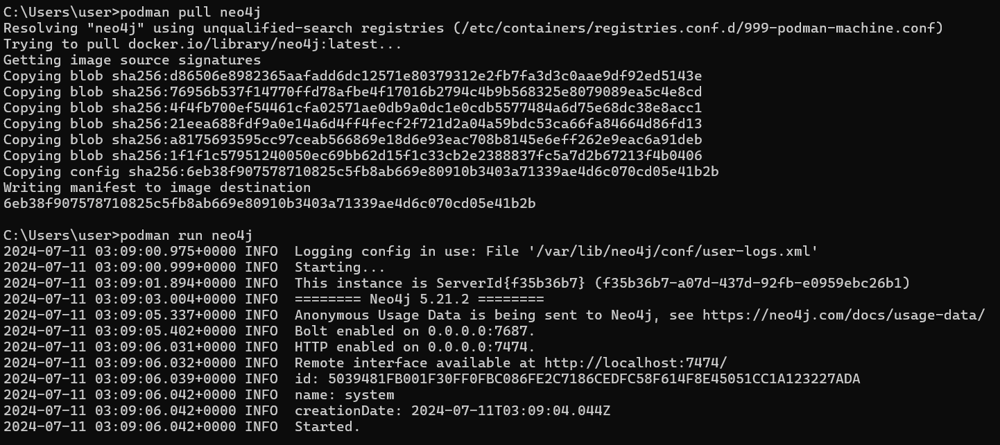 C:\Users\user>podman pull neo4j
Resolving "neo4j" using unqualified-search registries (/etc/containers/registries.conf.d/999-podman-machine.conf)
Trying to pull docker.io/library/neo4j:latest...
Getting image source signatures
Copying blob sha256:d86506e8982365aafadd6dc12571e80379312e2fb7fa3d3c0aae9df92ed5143e
Copying blob sha256:76956b537f14770ffd78afbe4f17016b2794c4b9b568325e8079089ea5c4e8cd
Copying blob sha256:4f4fb700ef54461cfa02571ae0db9a0dc1e0cdb5577484a6d75e68dc38e8acc1
Copying blob sha256:21eea688fdf9a0e14a6d4ff4fecf2f721d2a04a59bdc53ca66fa84664d86fd13
Copying blob sha256:a8175693595cc97ceab566869e18d6e93eac708b8145e6eff262e9eac6a91deb
Copying blob sha256:1f1f1c57951240050ec69bb62d15f1c33cb2e2388837fc5a7d2b67213f4b0406
Copying config sha256:6eb38f907578710825c5fb8ab669e80910b3403a71339ae4d6c070cd05e41b2b
Writing manifest to image destination
6eb38f907578710825c5fb8ab669e80910b3403a71339ae4d6c070cd05e41b2b
C:\Users\user>podman run neo4j
2024-07-11 03:09:00.975+0000 INFO  Logging config in use: File '/var/lib/neo4j/conf/user-logs.xml'
2024-07-11 03:09:00.999+0000 INFO  Starting...
2024-07-11 03:09:01.894+0000 INFO  This instance is ServerId{f35b36b7} (f35b36b7-a07d-437d-92fb-e0959ebc26b1)
2024-07-11 03:09:03.004+0000 INFO  ======== Neo4j 5.21.2 ========
2024-07-11 03:09:05.337+0000 INFO  Anonymous Usage Data is being sent to Neo4j, see https://neo4j.com/docs/usage-data/
2024-07-11 03:09:05.402+0000 INFO  Bolt enabled on 0.0.0.0:7687.
2024-07-11 03:09:06.031+0000 INFO  HTTP enabled on 0.0.0.0:7474.
2024-07-11 03:09:06.032+0000 INFO  Remote interface available at http://localhost:7474/
2024-07-11 03:09:06.039+0000 INFO  id: 5039481FB001F30FF0FBC086FE2C7186CEDFC58F614F8E45051CC1A123227ADA
2024-07-11 03:09:06.042+0000 INFO  name: system
2024-07-11 03:09:06.042+0000 INFO  creationDate: 2024-07-11T03:09:04.044Z
2024-07-11 03:09:06.042+0000 INFO  Started.